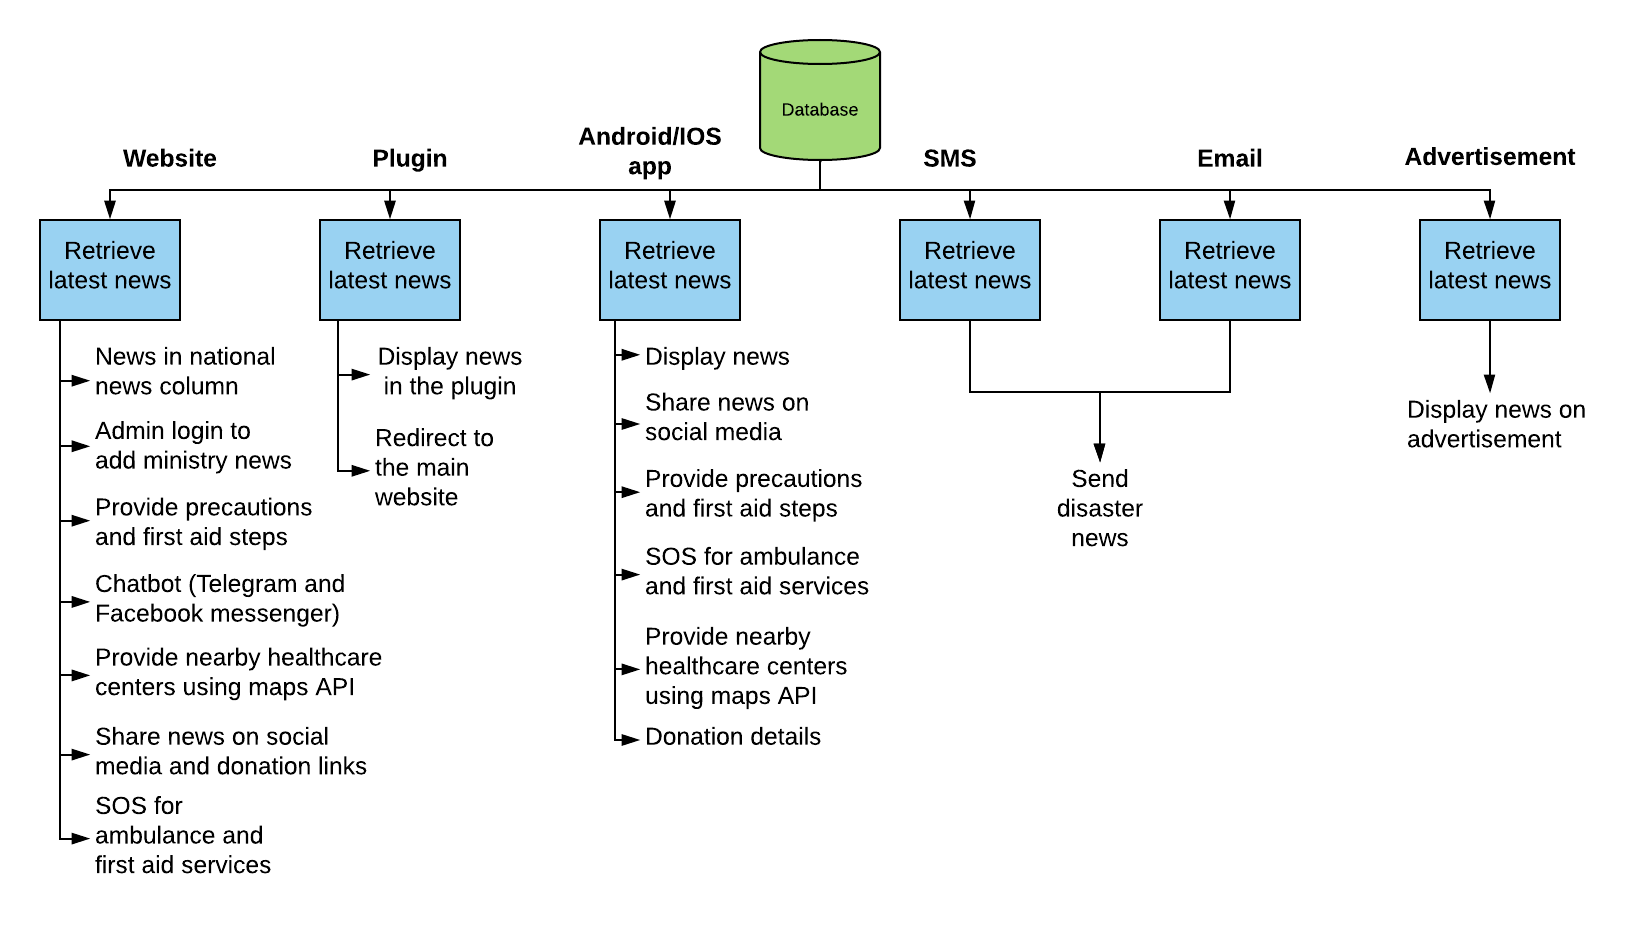 Database
Website
Plugin
Android/IOS
app
SMS
Email
Advertisement
Retrieve
latest news
Retrieve
latest news
Retrieve
latest news
Retrieve
latest news
Retrieve
latest news
Retrieve
latest news
News in national
news column
Admin login to
add ministry news
Provide precautions
and first aid steps
Chatbot (Telegram and
Facebook messenger)
Provide nearby healthcare
centers using maps API
Share news on social
media and donation links
SOS for
ambulance and
first aid services
Display news
in the plugin
Redirect to
the main
website
Display news
Share news on
social media
Provide precautions
and first aid steps
SOS for ambulance
and first aid services
Provide nearby
healthcare centers
using maps API
Donation details
Send
disaster
news
Display news on
advertisement